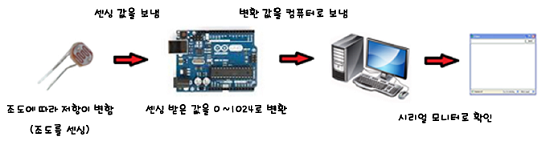 센싱 값을 보냄
변환 값을 컴퓨터로 보냄
조도에 따라 저항이 변함
(조도를 센싱)
센싱 받은 값을 0~1024로 변환
시리얼 모니터로 확인